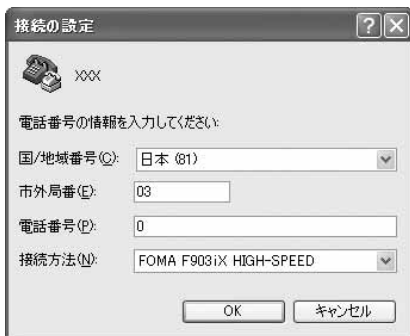 接続の設定
xxx
電話番号の情報を入力してください:
国/地域番号(C): 日本 (81)
市外局番(E): 03
電話番号(P): 0
接続方法(N): FOMA F903iX HIGH-SPEED
OK キャンセル